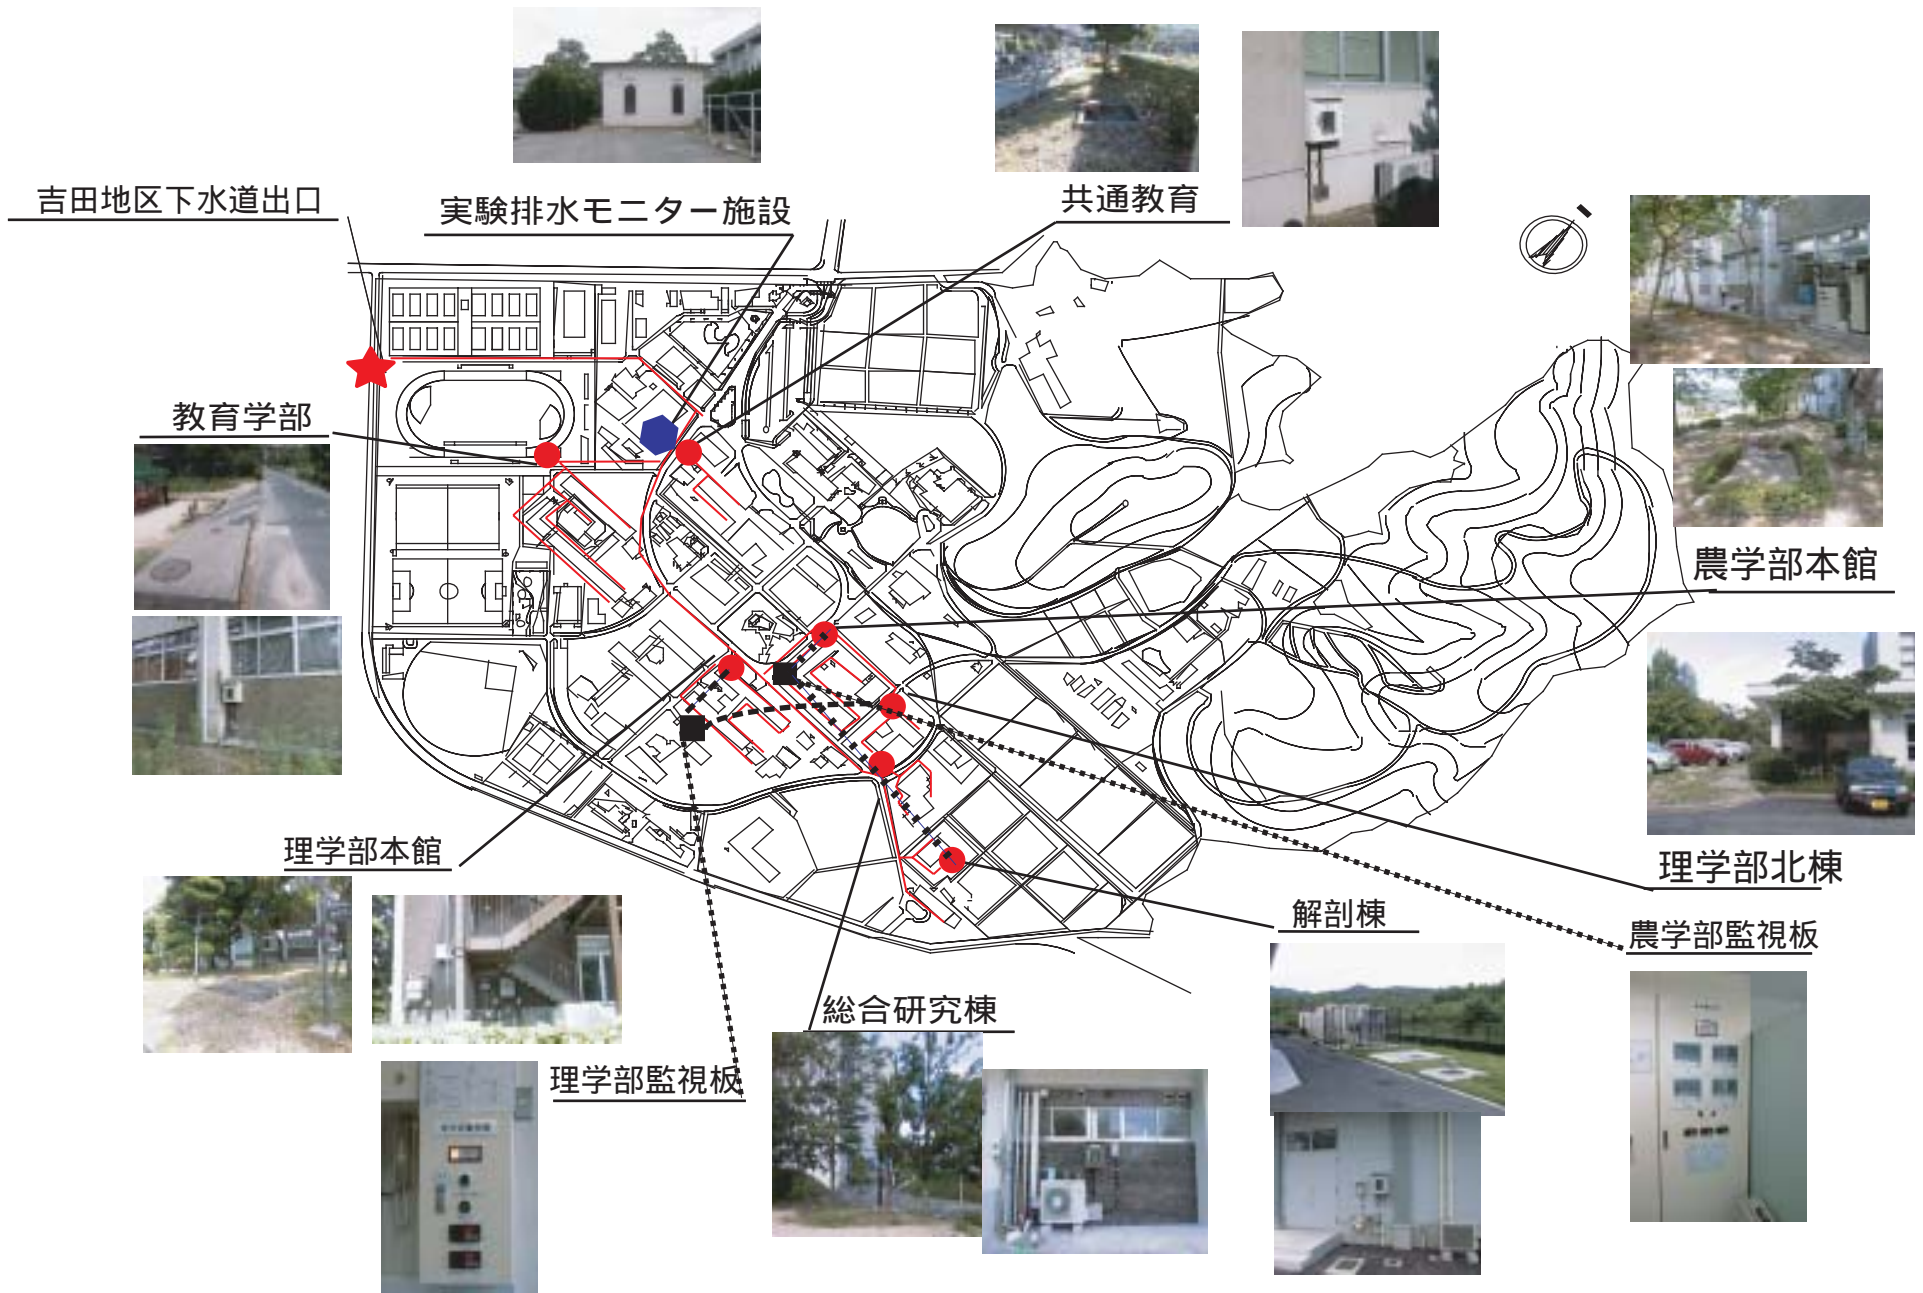 吉田地区下水道出口
実験排水モニター施設
共通教育
教育学部
農学部本館
理学部本館
理学部北棟
解剖棟
農学部監視板
総合研究棟
理学部監視板